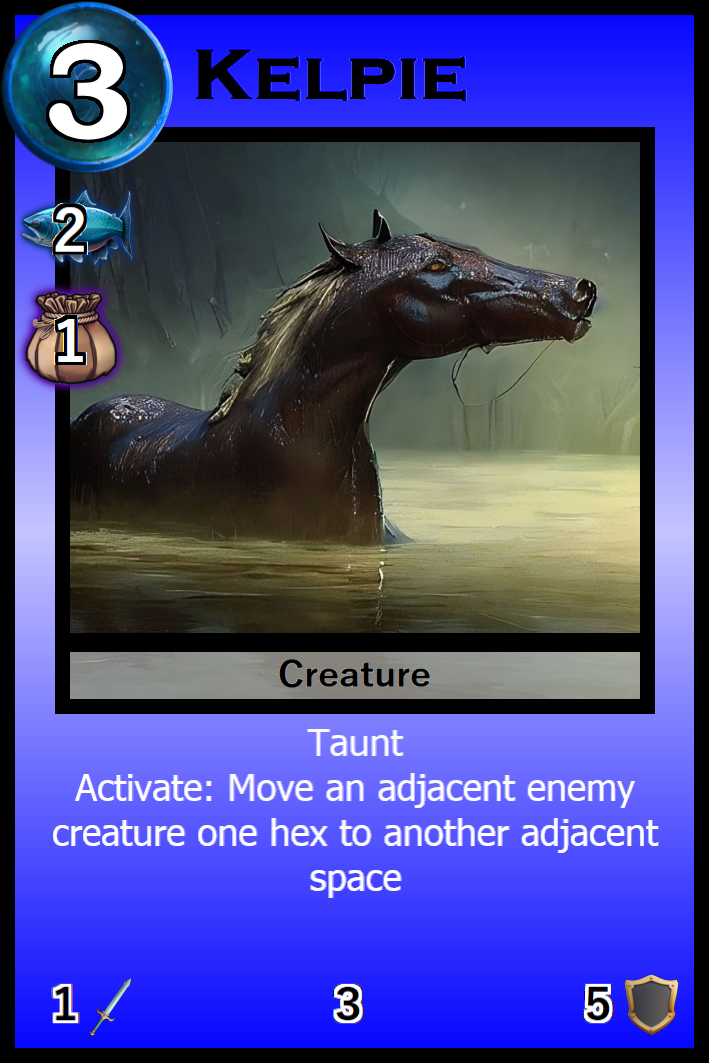 3
Kelpie
2
1
Creature
Taunt
Activate: Move an adjacent enemy
creature one hex to another adjacent
space
1 3 5